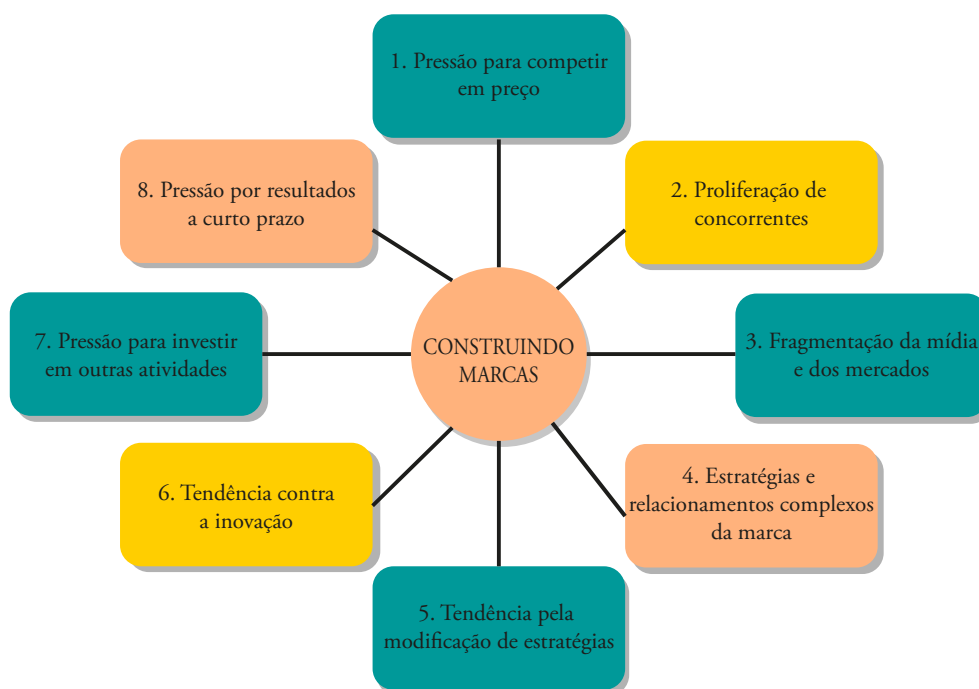 1. Pressão para competir
em preço
2. Proliferação de
concorrentes
3. Fragmentação da mídia
e dos mercados
4. Estratégias e
relacionamentos complexos
da marca
5. Tendência pela
modificação de estratégias
6. Tendência contra
a inovação
7. Pressão para investir
em outras atividades
8. Pressão por resultados
a curto prazo
CONSTRUINDO
MARCAS